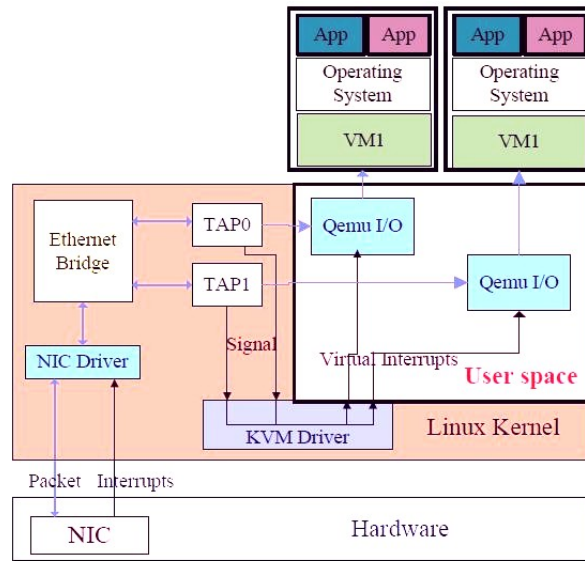 App App
App App
Operating
System
Operating
System
VM1
VM1
Ethernet
Bridge
TAP0
Qemu I/O
TAP1
Qemu I/O
NIC Driver
Signal
Virtual Interrupts
User space
KVM Driver
Linux Kernel
Packet
Interrupts
NIC
Hardware